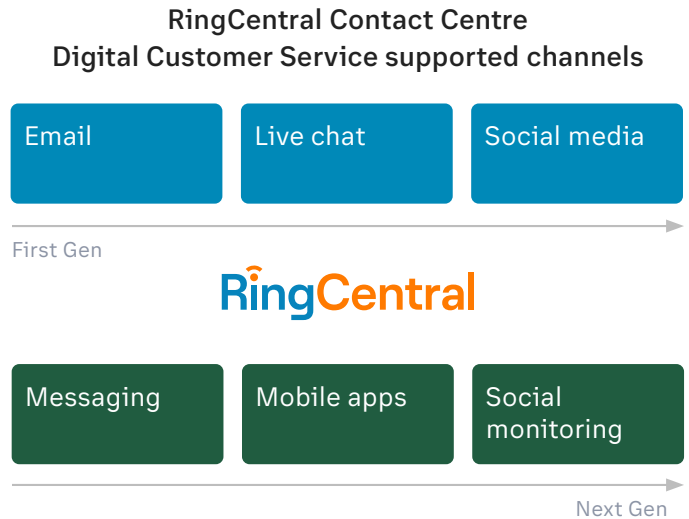 RingCentral Contact Centre
Digital Customer Service supported channels
Email
Live chat
Social media
First Gen
RingCentral
Messaging
Mobile apps
Social
monitoring
Next Gen